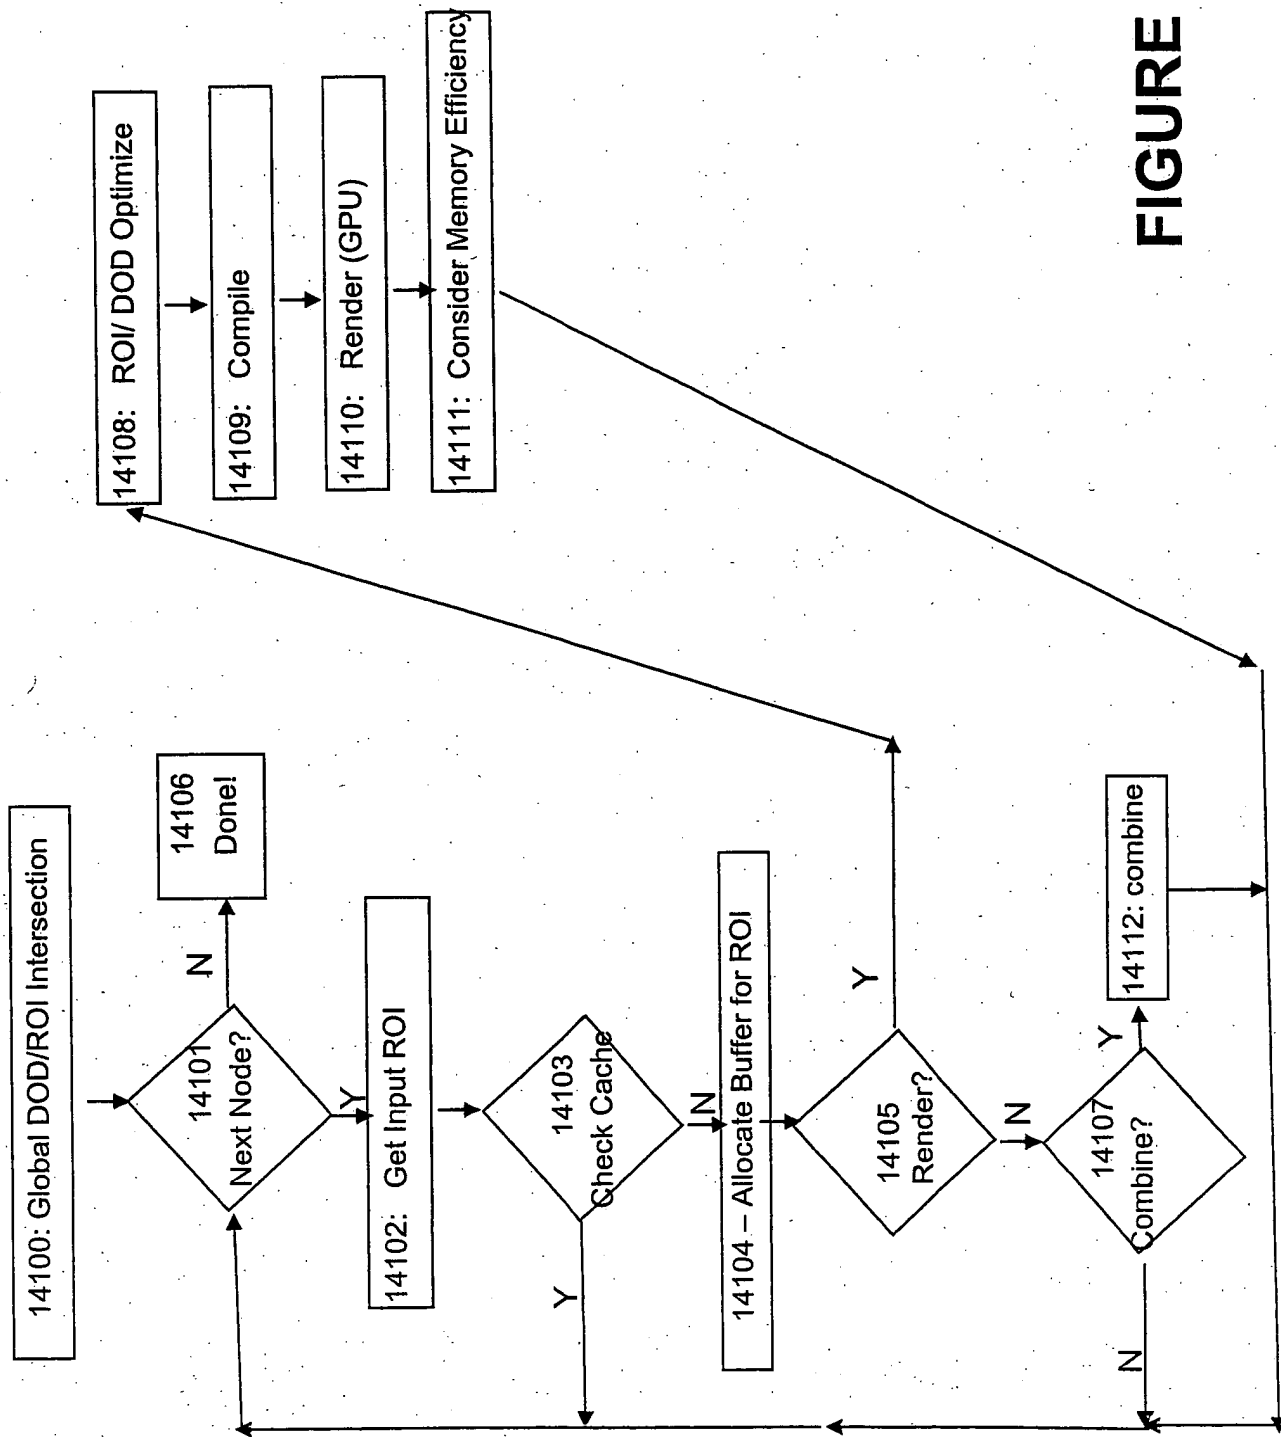 14100: Global DOD/ROI Intersection
14101
Next Node?
N
14106
Done!
Y
14102: Get Input ROI
14103
Check Cache
Y
N
14104 – Allocate Buffer for ROI
14105
Render?
Y
N
14107
Combine?
Y
N
14112: combine
14108: ROI/ DOD Optimize
14109: Compile
14110: Render (GPU)
14111: Consider Memory Efficiency
FIGURE